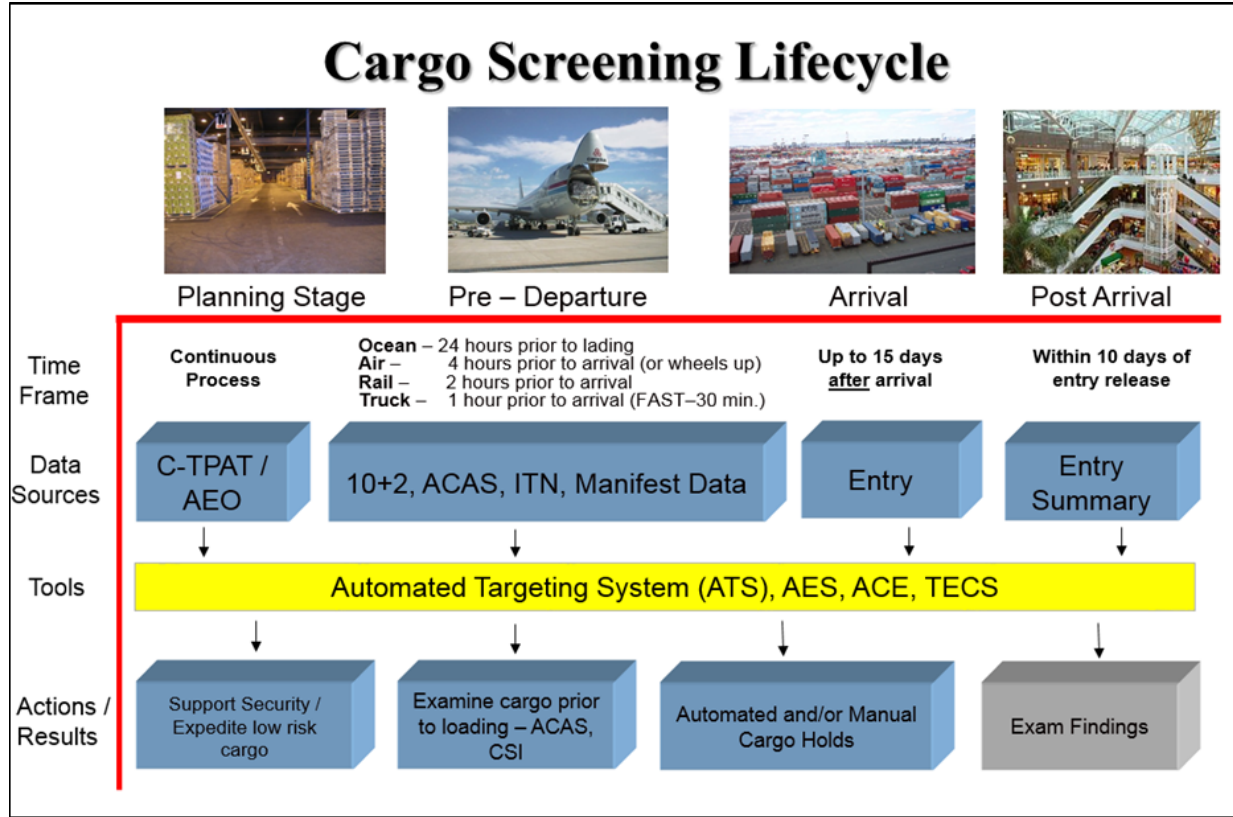 Cargo Screening Lifecycle
Planning Stage
Pre – Departure
Arrival
Post Arrival
Time
Frame
Continuous
Process
Ocean – 24 hours prior to lading
Air – 4 hours prior to arrival (or wheels up)
Rail – 2 hours prior to arrival
Truck – 1 hour prior to arrival (FAST–30 min.)
Up to 15 days
after arrival
Within 10 days of
entry release
Data
Sources
C-TPAT /
AEO
10+2, ACAS, ITN, Manifest Data
Entry
Entry
Summary
Tools
Automated Targeting System (ATS), AES, ACE, TECS
Actions /
Results
Support Security /
Expedite low risk
cargo
Examine cargo prior
to loading – ACAS,
CSI
Automated and/or Manual
Cargo Holds
Exam Findings